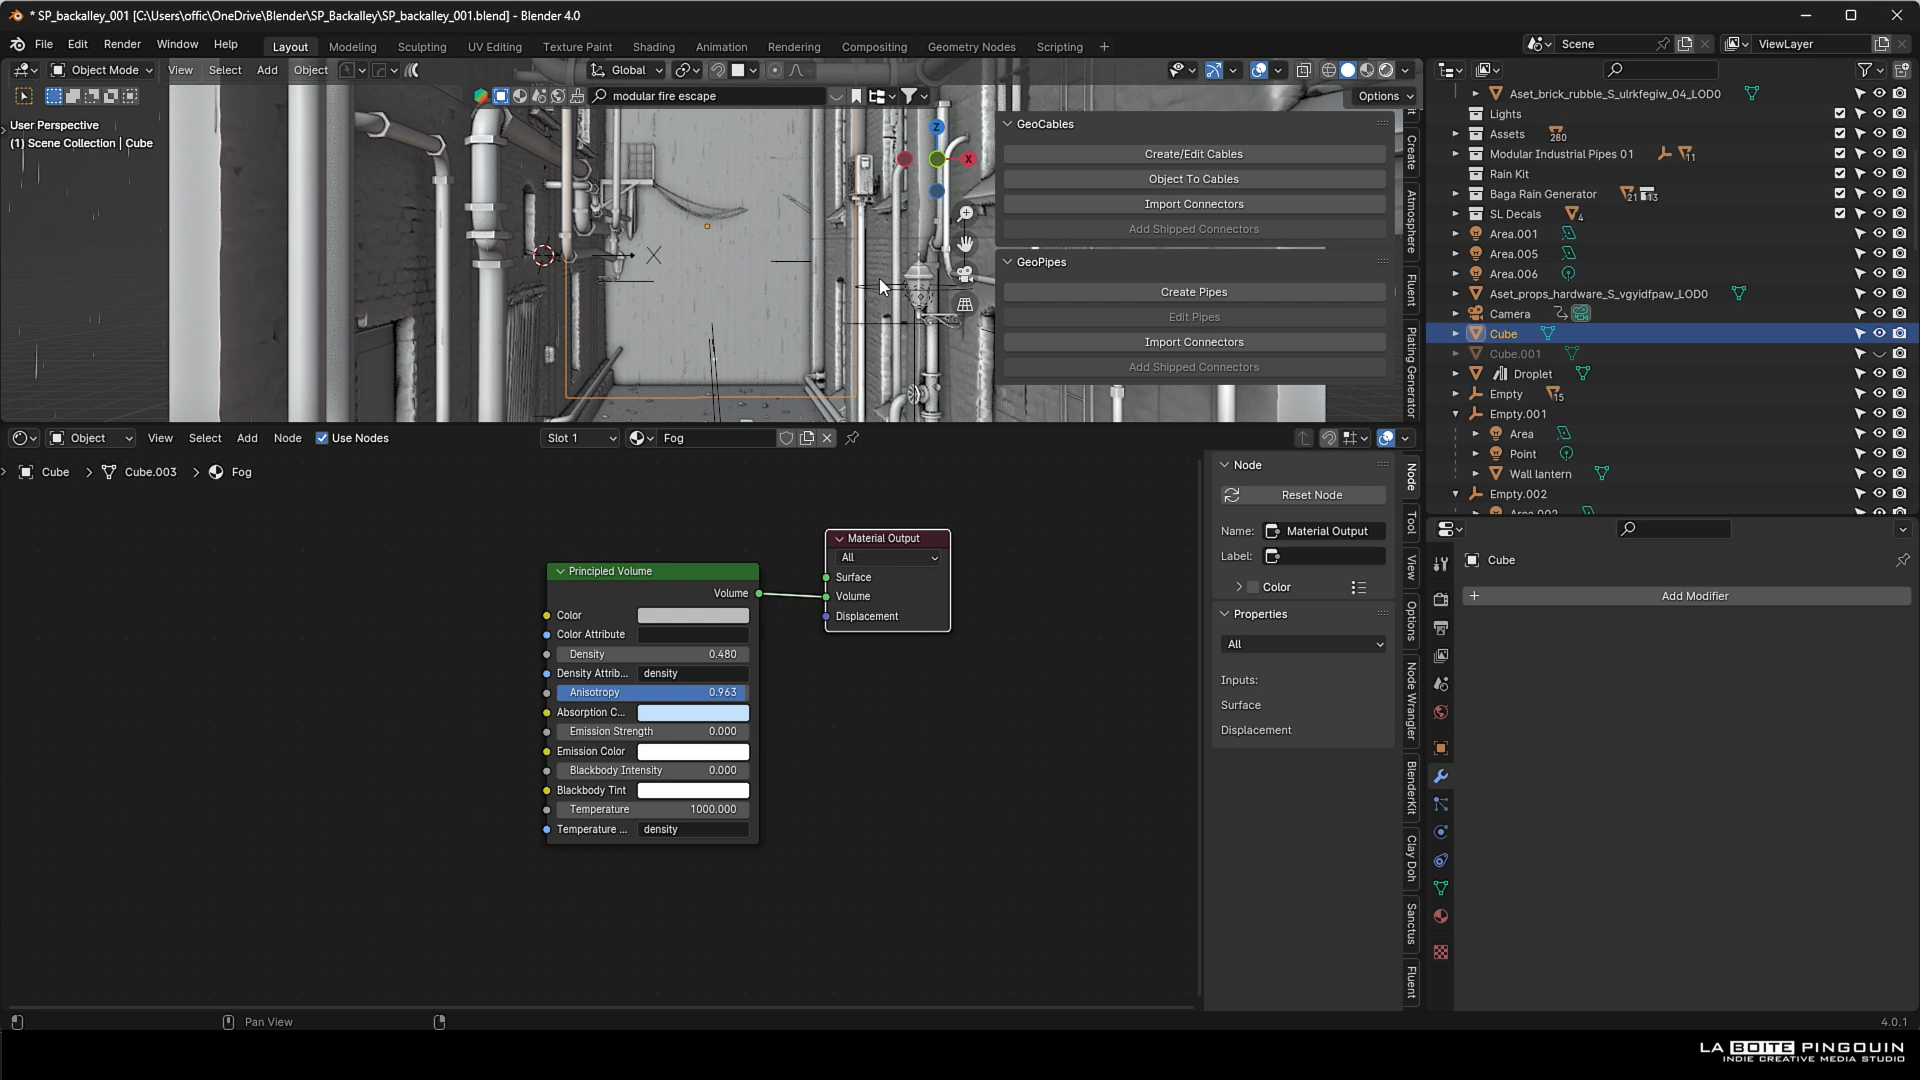 * SP_backalley_001 [C:\Users\offic\OneDrive\Blender\SP_Backalley\SP_backalley_001.blend] - Blender 4.0
File Edit Render Window Help
Layout Modeling Sculpting UV Editing Texture Paint Shading Animation Rendering Compositing Geometry Nodes Scripting +
Scene
ViewLayer
Object Mode View Select Add Object
Global
modular fire escape
Options
User Perspective
(1) Scene Collection | Cube
Z
X
GeoCables
Create/Edit Cables
Object To Cables
Import Connectors
Add Shipped Connectors
GeoPipes
Create Pipes
Edit Pipes
Import Connectors
Add Shipped Connectors
Create
Atmosphere
Fluent
Plating Generator
Aset_brick_rubble_S_ulrkfegiw_04_LOD0
Lights
Assets 280
Modular Industrial Pipes 01 11
Rain Kit
Baga Rain Generator 21 13
SL Decals 4
Area.001
Area.005
Area.006
Aset_props_hardware_S_vgyidfpaw_LOD0
Camera
Cube
Cube.001
Droplet
Empty 15
Empty.001
Area
Point
Wall lantern
Empty.002
Area.002
Object View Select Add Node Use Nodes
Slot 1
Fog
Cube > Cube.003 > Fog
Principled Volume
Volume
Color
Color Attribute
Density 0.480
Density Attrib... density
Anisotropy 0.963
Absorption C...
Emission Strength 0.000
Emission Color
Blackbody Intensity 0.000
Blackbody Tint
Temperature 1000.000
Temperature ... density
Material Output
All
Surface
Volume
Displacement
Node
Reset Node
Name: Material Output
Label:
Color
Properties
All
Inputs:
Surface
Displacement
Node
Tool
View
Options
Node Wrangler
BlenderKit
Clay Doh
Sanctus
Fluent
Cube
+ Add Modifier
Pan View
4.0.1
LA BOITE PINGOUIN
INDIE CREATIVE MEDIA STUDIO